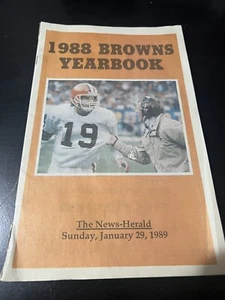 1988 BROWNS
YEARBOOK
19
The News-Herald
Sunday, January 29, 1989